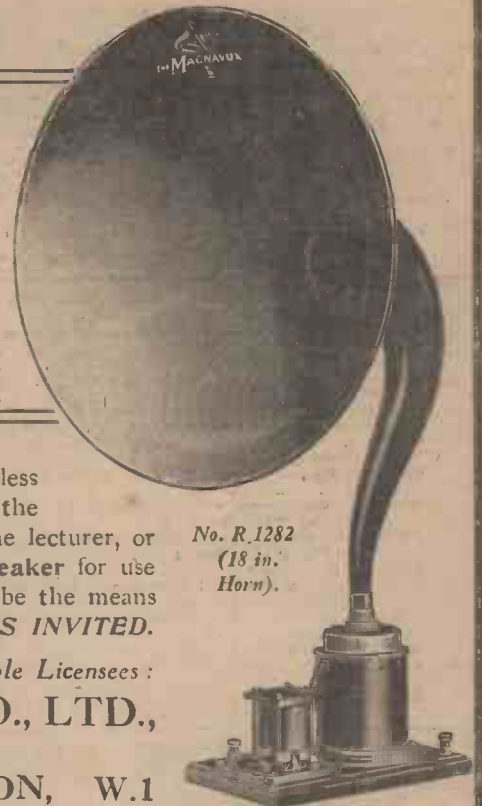 THE MAGNAVOX
less
the
ne lecturer, or
eaker for use
be the means
S INVITED.
No. R.1282
(18 in.
Horn).
ole Licensees:
O., LTD.,
ON, W.1